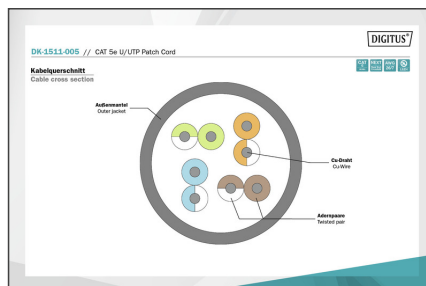 DIGITUS®
DK-1511-005 // CAT 5e U/UTP Patch Cord
Kabelquerschnitt
Cable cross section
Außenmantel
Outer jacket
Cu-Draht
Cu-Wire
Aderspaare
Twisted pair